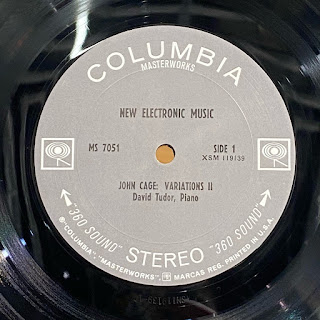 COLUMBIA
MASTERWORKS
NEW ELECTRONIC MUSIC
MS 7051
SIDE 1
XSM 119139
JOHN CAGE: VARIATIONS II
David Tudor, Piano
"360 SOUND" STEREO "360 SOUND"
® "COLUMBIA", "MASTERWORKS", MARCAS REG. PRINTED IN U.S.A.